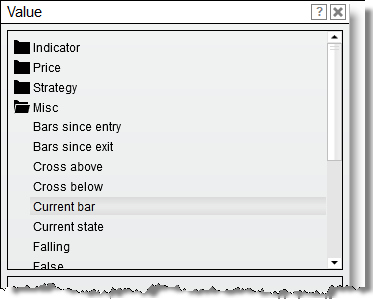 Value
Indicator
Price
Strategy
Misc
Bars since entry
Bars since exit
Cross above
Cross below
Current bar
Current state
Falling
False